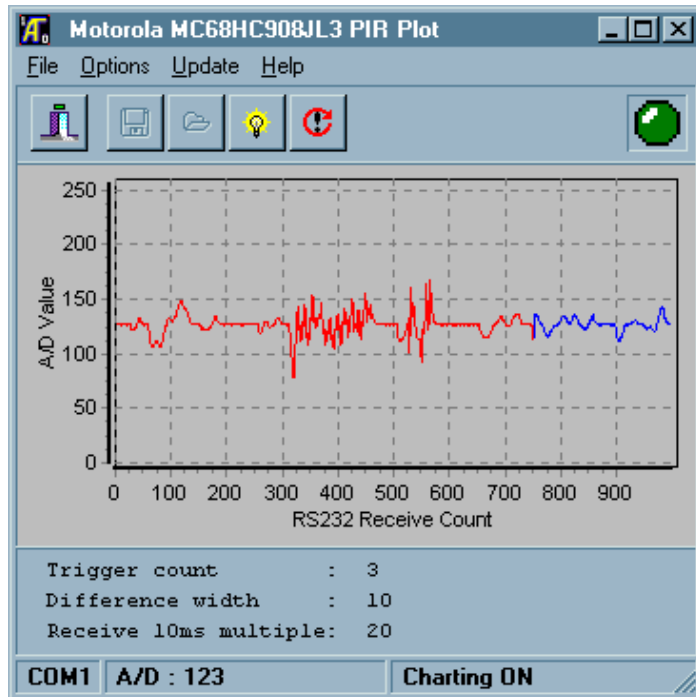 Motorola MC68HC908JL3 PIR Plot
File Options Update Help
250
200
150
100
50
0
A/D Value
0 100 200 300 400 500 600 700 800 900
RS232 Receive Count
Trigger count : 3
Difference width : 10
Receive 10ms multiple: 20
COM1 A/D : 123 Charting ON